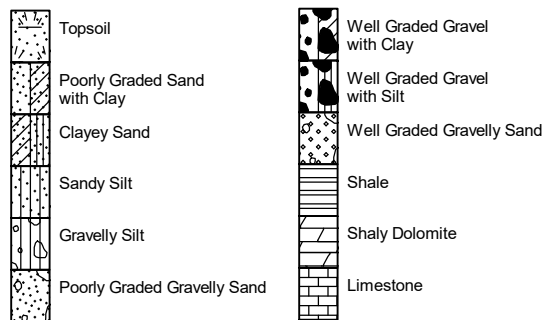 Topsoil
Poorly Graded Sand
with Clay
Clayey Sand
Sandy Silt
Gravelly Silt
Poorly Graded Gravelly Sand
Well Graded Gravel
with Clay
Well Graded Gravel
with Silt
Well Graded Gravelly Sand
Shale
Shaly Dolomite
Limestone